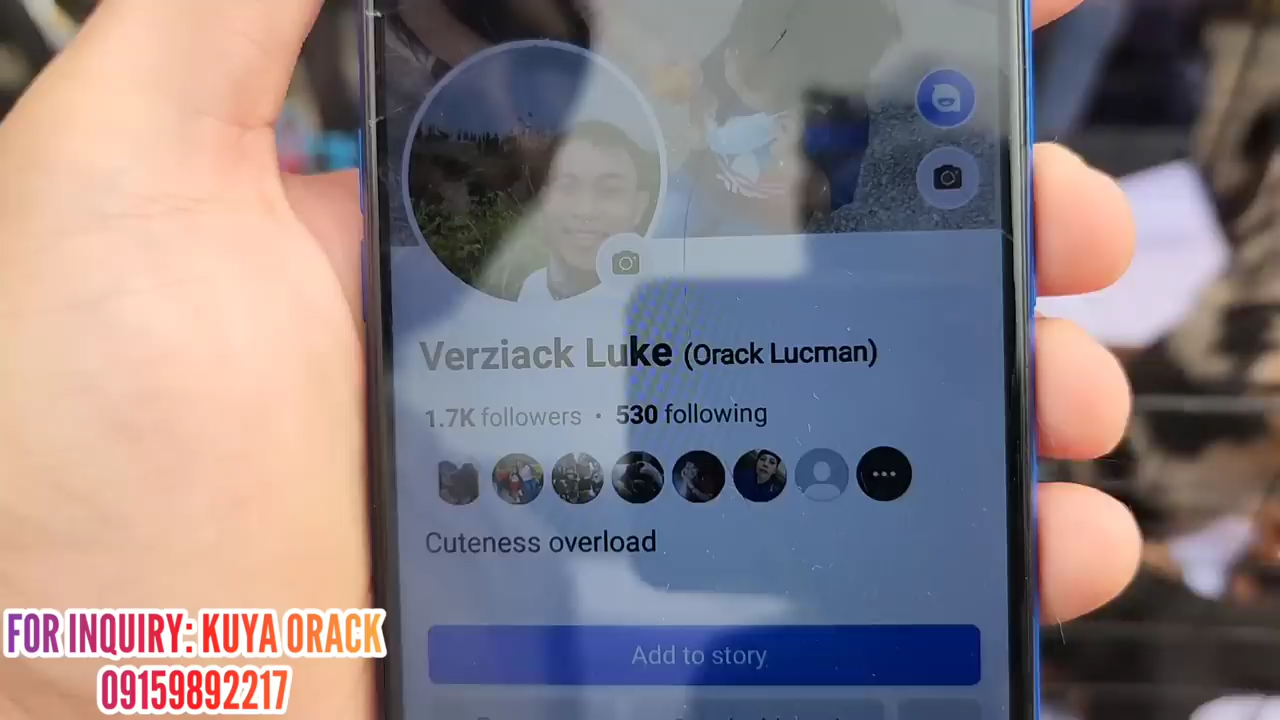 Verziack Luke (Orack Lucman)
1.7K followers • 530 following
Cuteness overload
Add to story
FOR INQUIRY: KUYA ORACK
09159892217